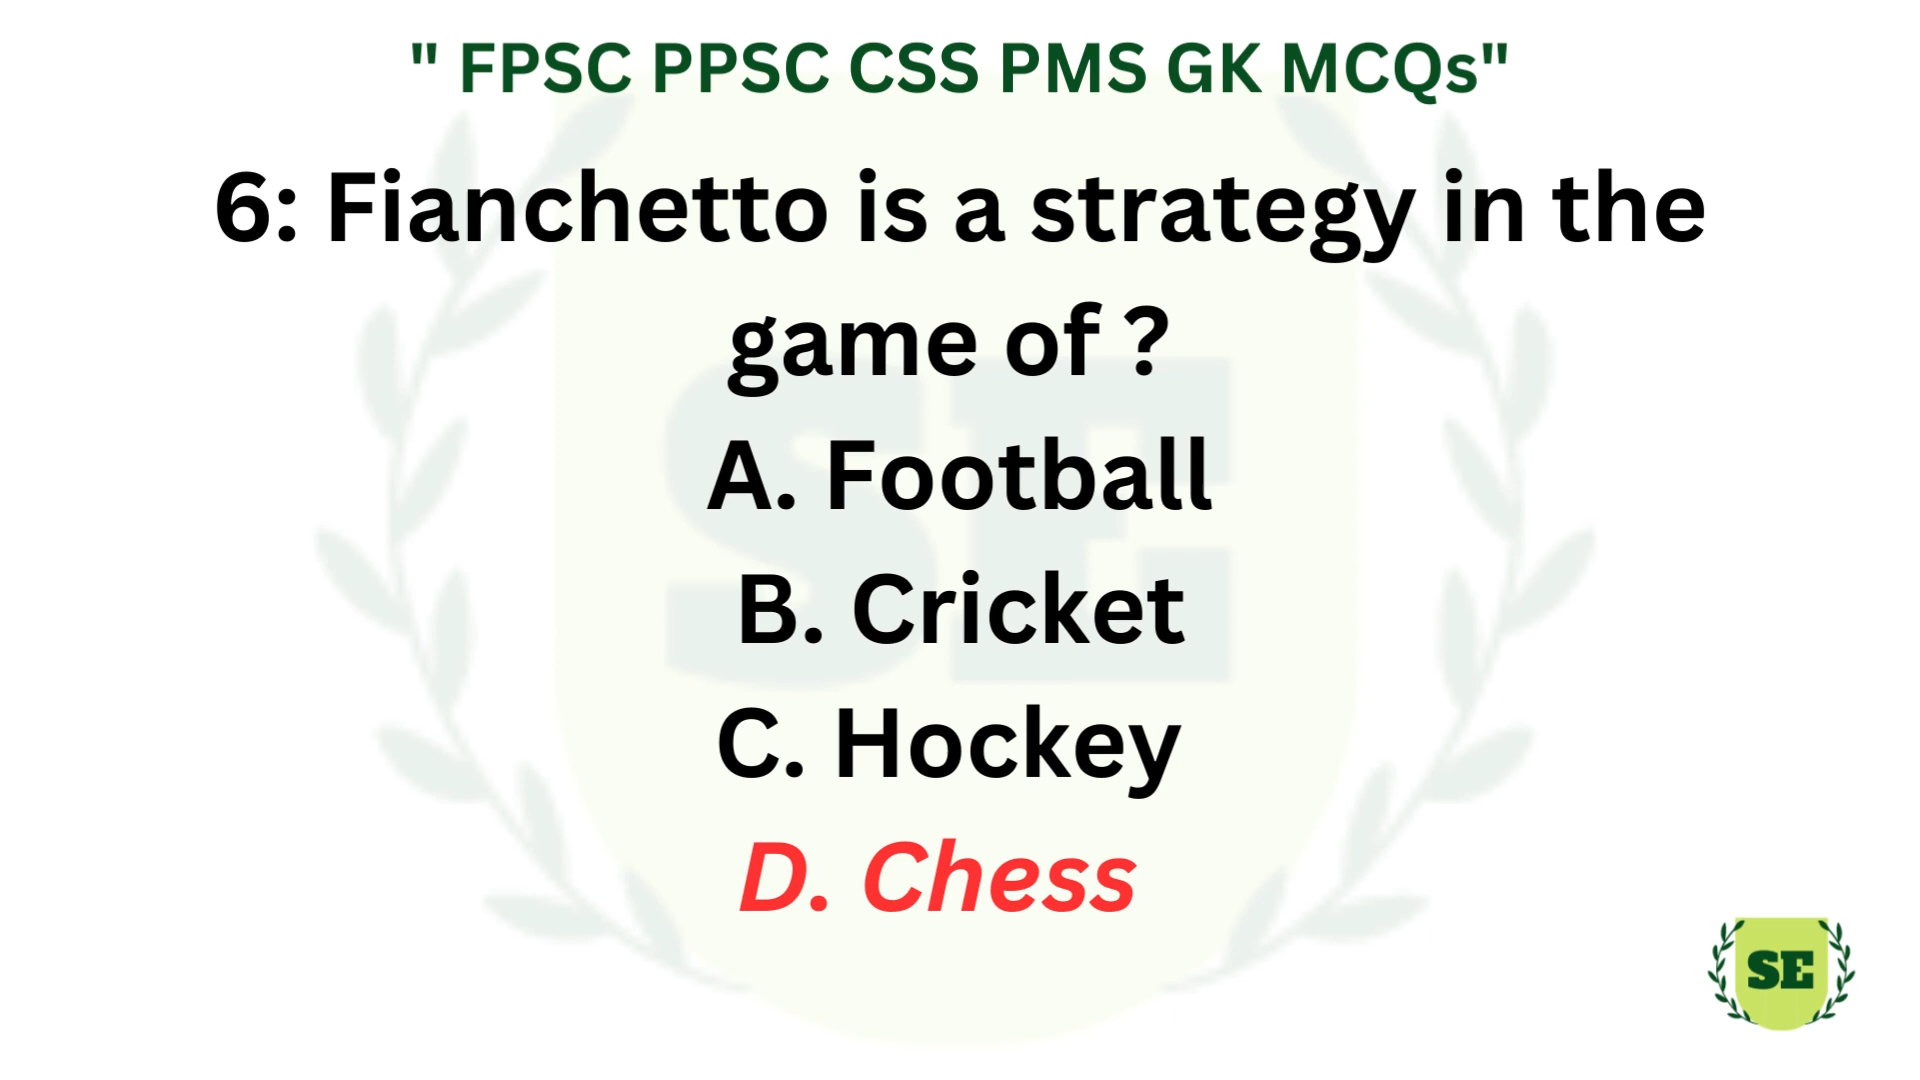 " FPSC PPSC CSS PMS GK MCQs"
6: Fianchetto is a strategy in the
game of ?
A. Football
B. Cricket
C. Hockey
D. Chess
SE
SE